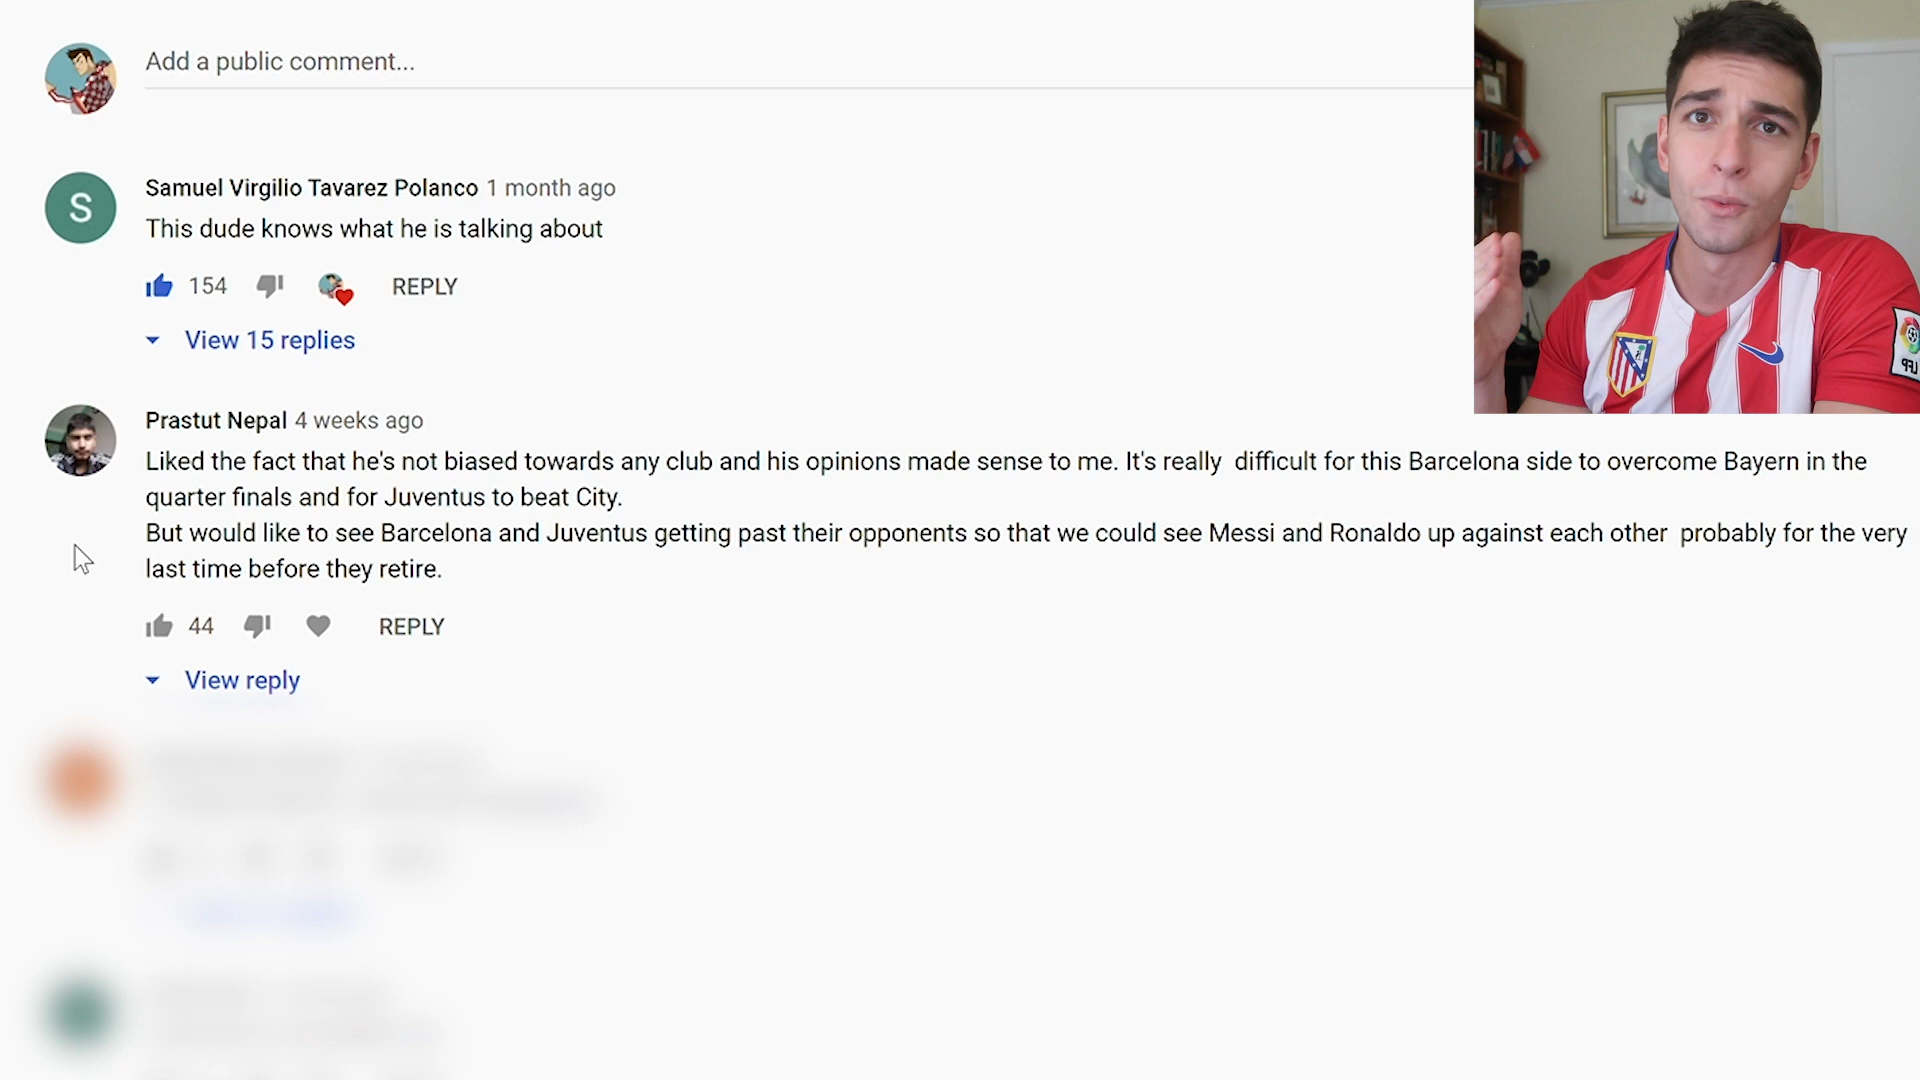 Add a public comment...
S
Samuel Virgilio Tavarez Polanco 1 month ago
This dude knows what he is talking about
154 REPLY
View 15 replies
Prastut Nepal 4 weeks ago
Liked the fact that he's not biased towards any club and his opinions made sense to me. It's really difficult for this Barcelona side to overcome Bayern in the
quarter finals and for Juventus to beat City.
But would like to see Barcelona and Juventus getting past their opponents so that we could see Messi and Ronaldo up against each other probably for the very
last time before they retire.
44 REPLY
View reply
LFP